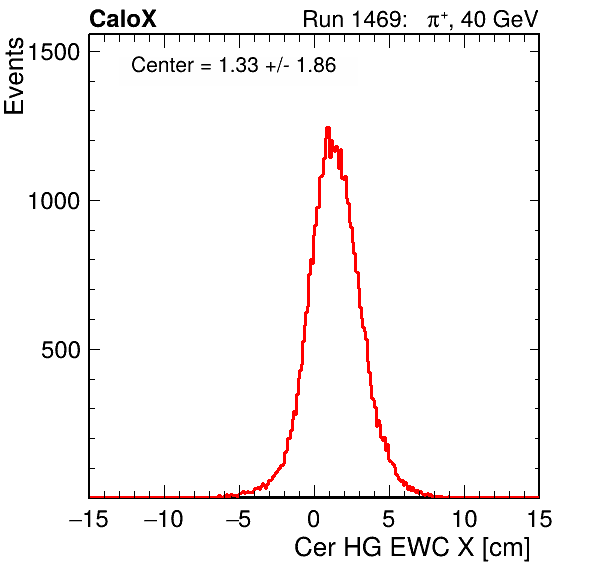 CaloX
Run 1469: π⁺, 40 GeV
Events
Center = 1.33 +/- 1.86
1500
1000
500
−15 −10 −5 0 5 10 15
Cer HG EWC X [cm]